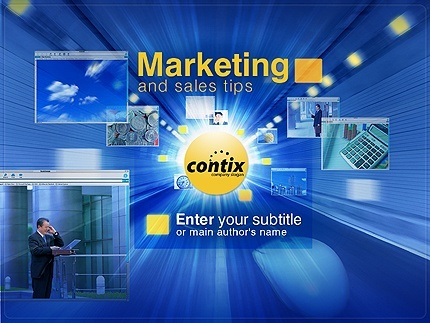 Marketing
and sales tips
contix
company slogan
Enter your subtitle
or main author's name